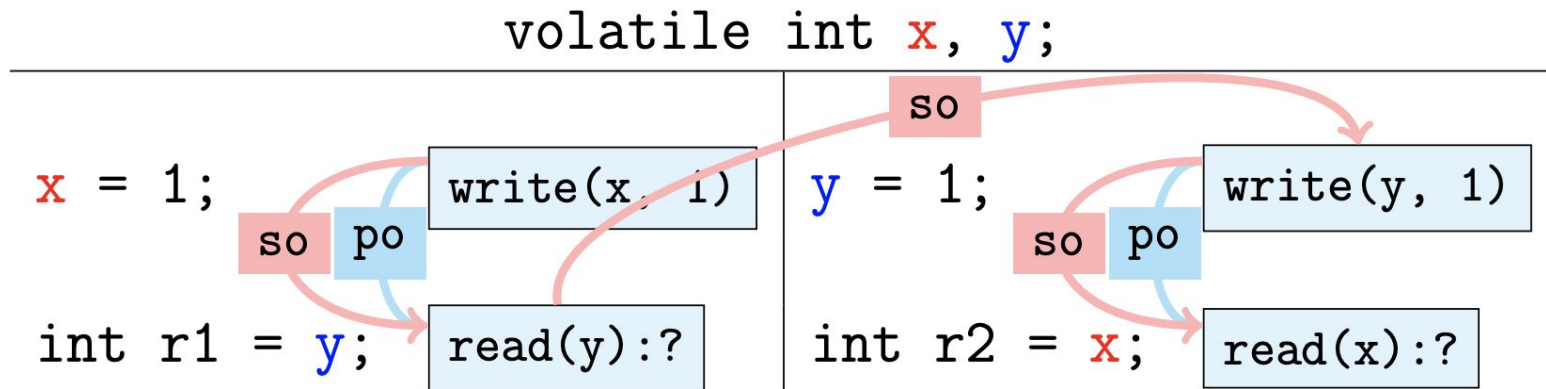 volatile int x, y;
so
x = 1;
write(x, 1)
y = 1;
write(y, 1)
so
po
so
po
int r1 = y;
read(y):?
int r2 = x;
read(x):?